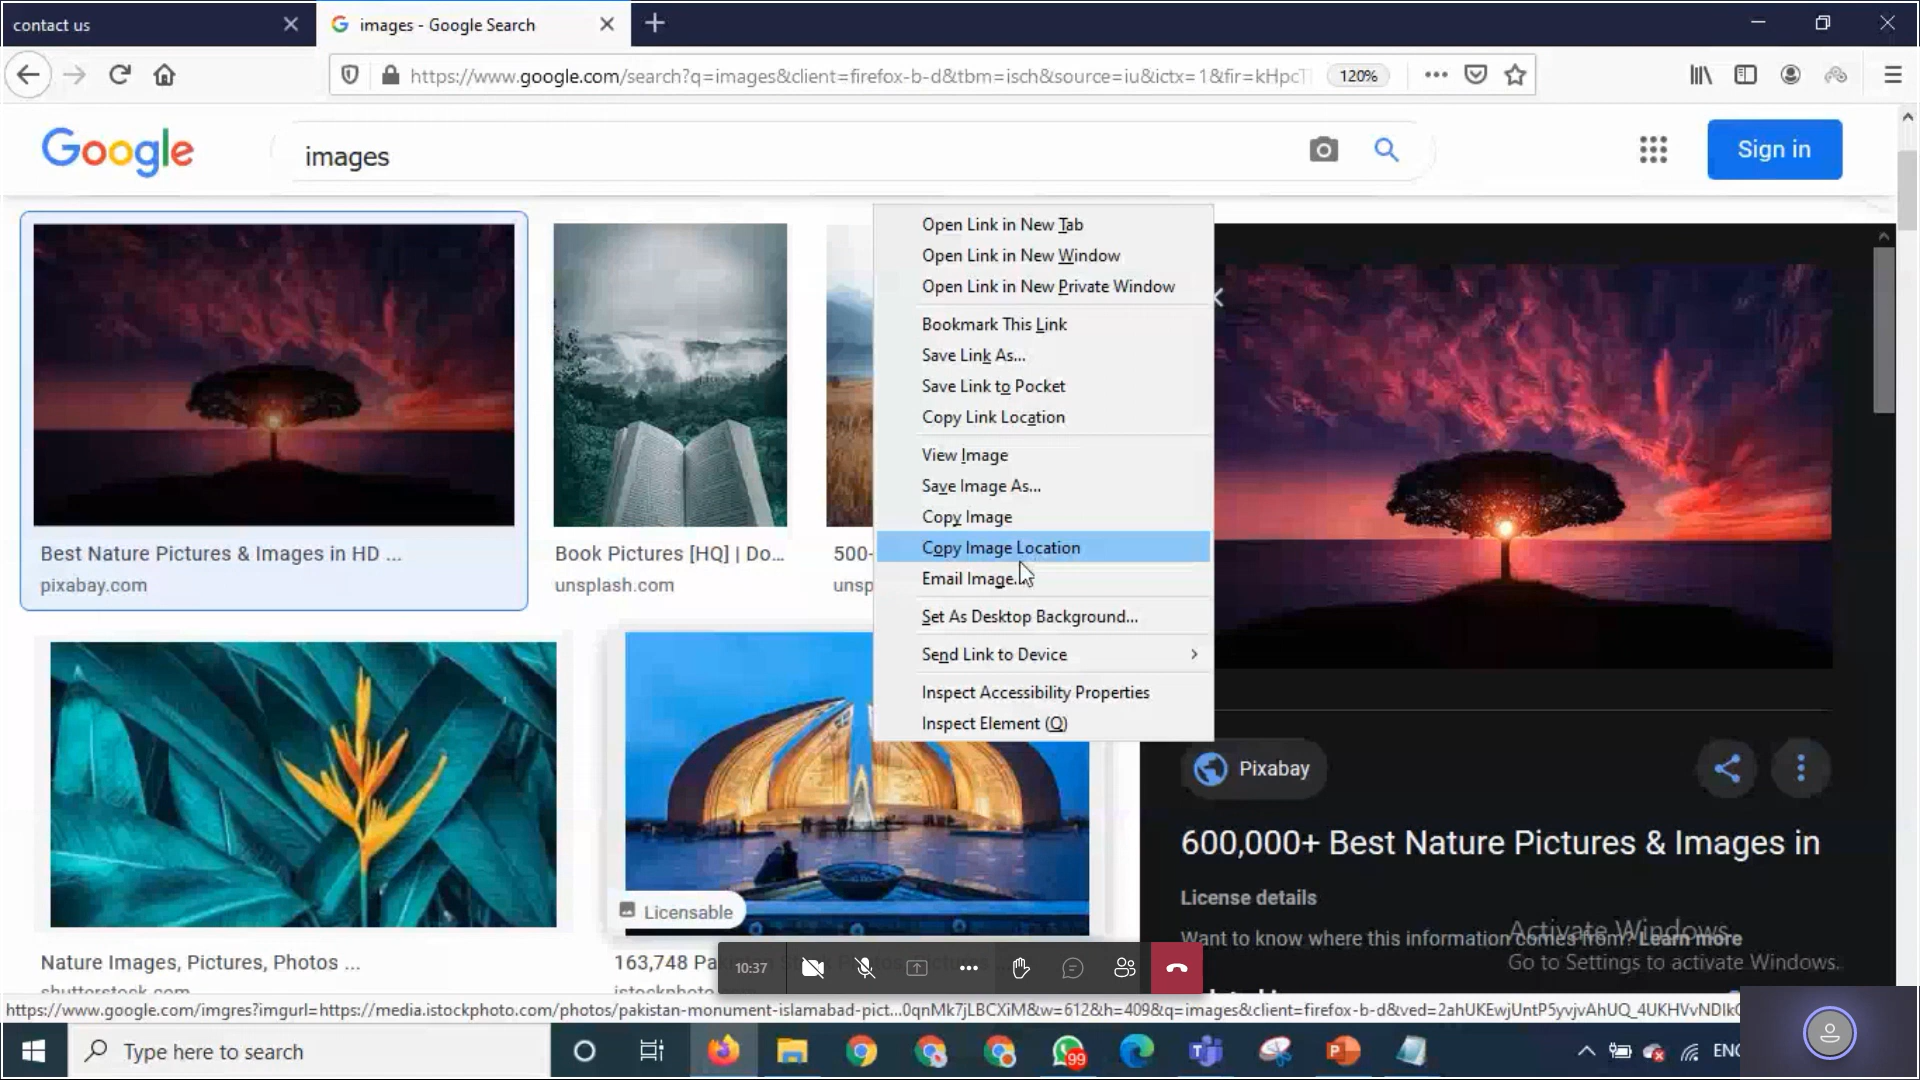 contact us
images - Google Search
https://www.google.com/search?q=images&client=firefox-b-d&tbm=isch&source=iu&ictx=1&fir=kHpcT
120%
Google
images
Sign in
Open Link in New Tab
Open Link in New Window
Open Link in New Private Window
Bookmark This Link
Save Link As...
Save Link to Pocket
Copy Link Location
View Image
Save Image As...
Copy Image
Copy Image Location
Email Image...
Set As Desktop Background...
Send Link to Device
Inspect Accessibility Properties
Inspect Element (Q)
Best Nature Pictures & Images in HD ...
pixabay.com
Book Pictures [HQ] | Do...
unsplash.com
500-
unsp
Licensable
Nature Images, Pictures, Photos ...
shutterstock.com
163,748 Pak
istockphoto
Pixabay
600,000+ Best Nature Pictures & Images in
License details
Want to know where this information comes from? Learn more
Activate Windows
Go to Settings to activate Windows.
10:37
https://www.google.com/imgres?imgurl=https://media.istockphoto.com/photos/pakistan-monument-islamabad-pict...0qnMk7jLBCXiM&w=612&h=409&q=images&client=firefox-b-d&ved=2ahUKEwjUntP5yvjvAhUQ_4UKHVvNDIkQ
Type here to search
99
ENG